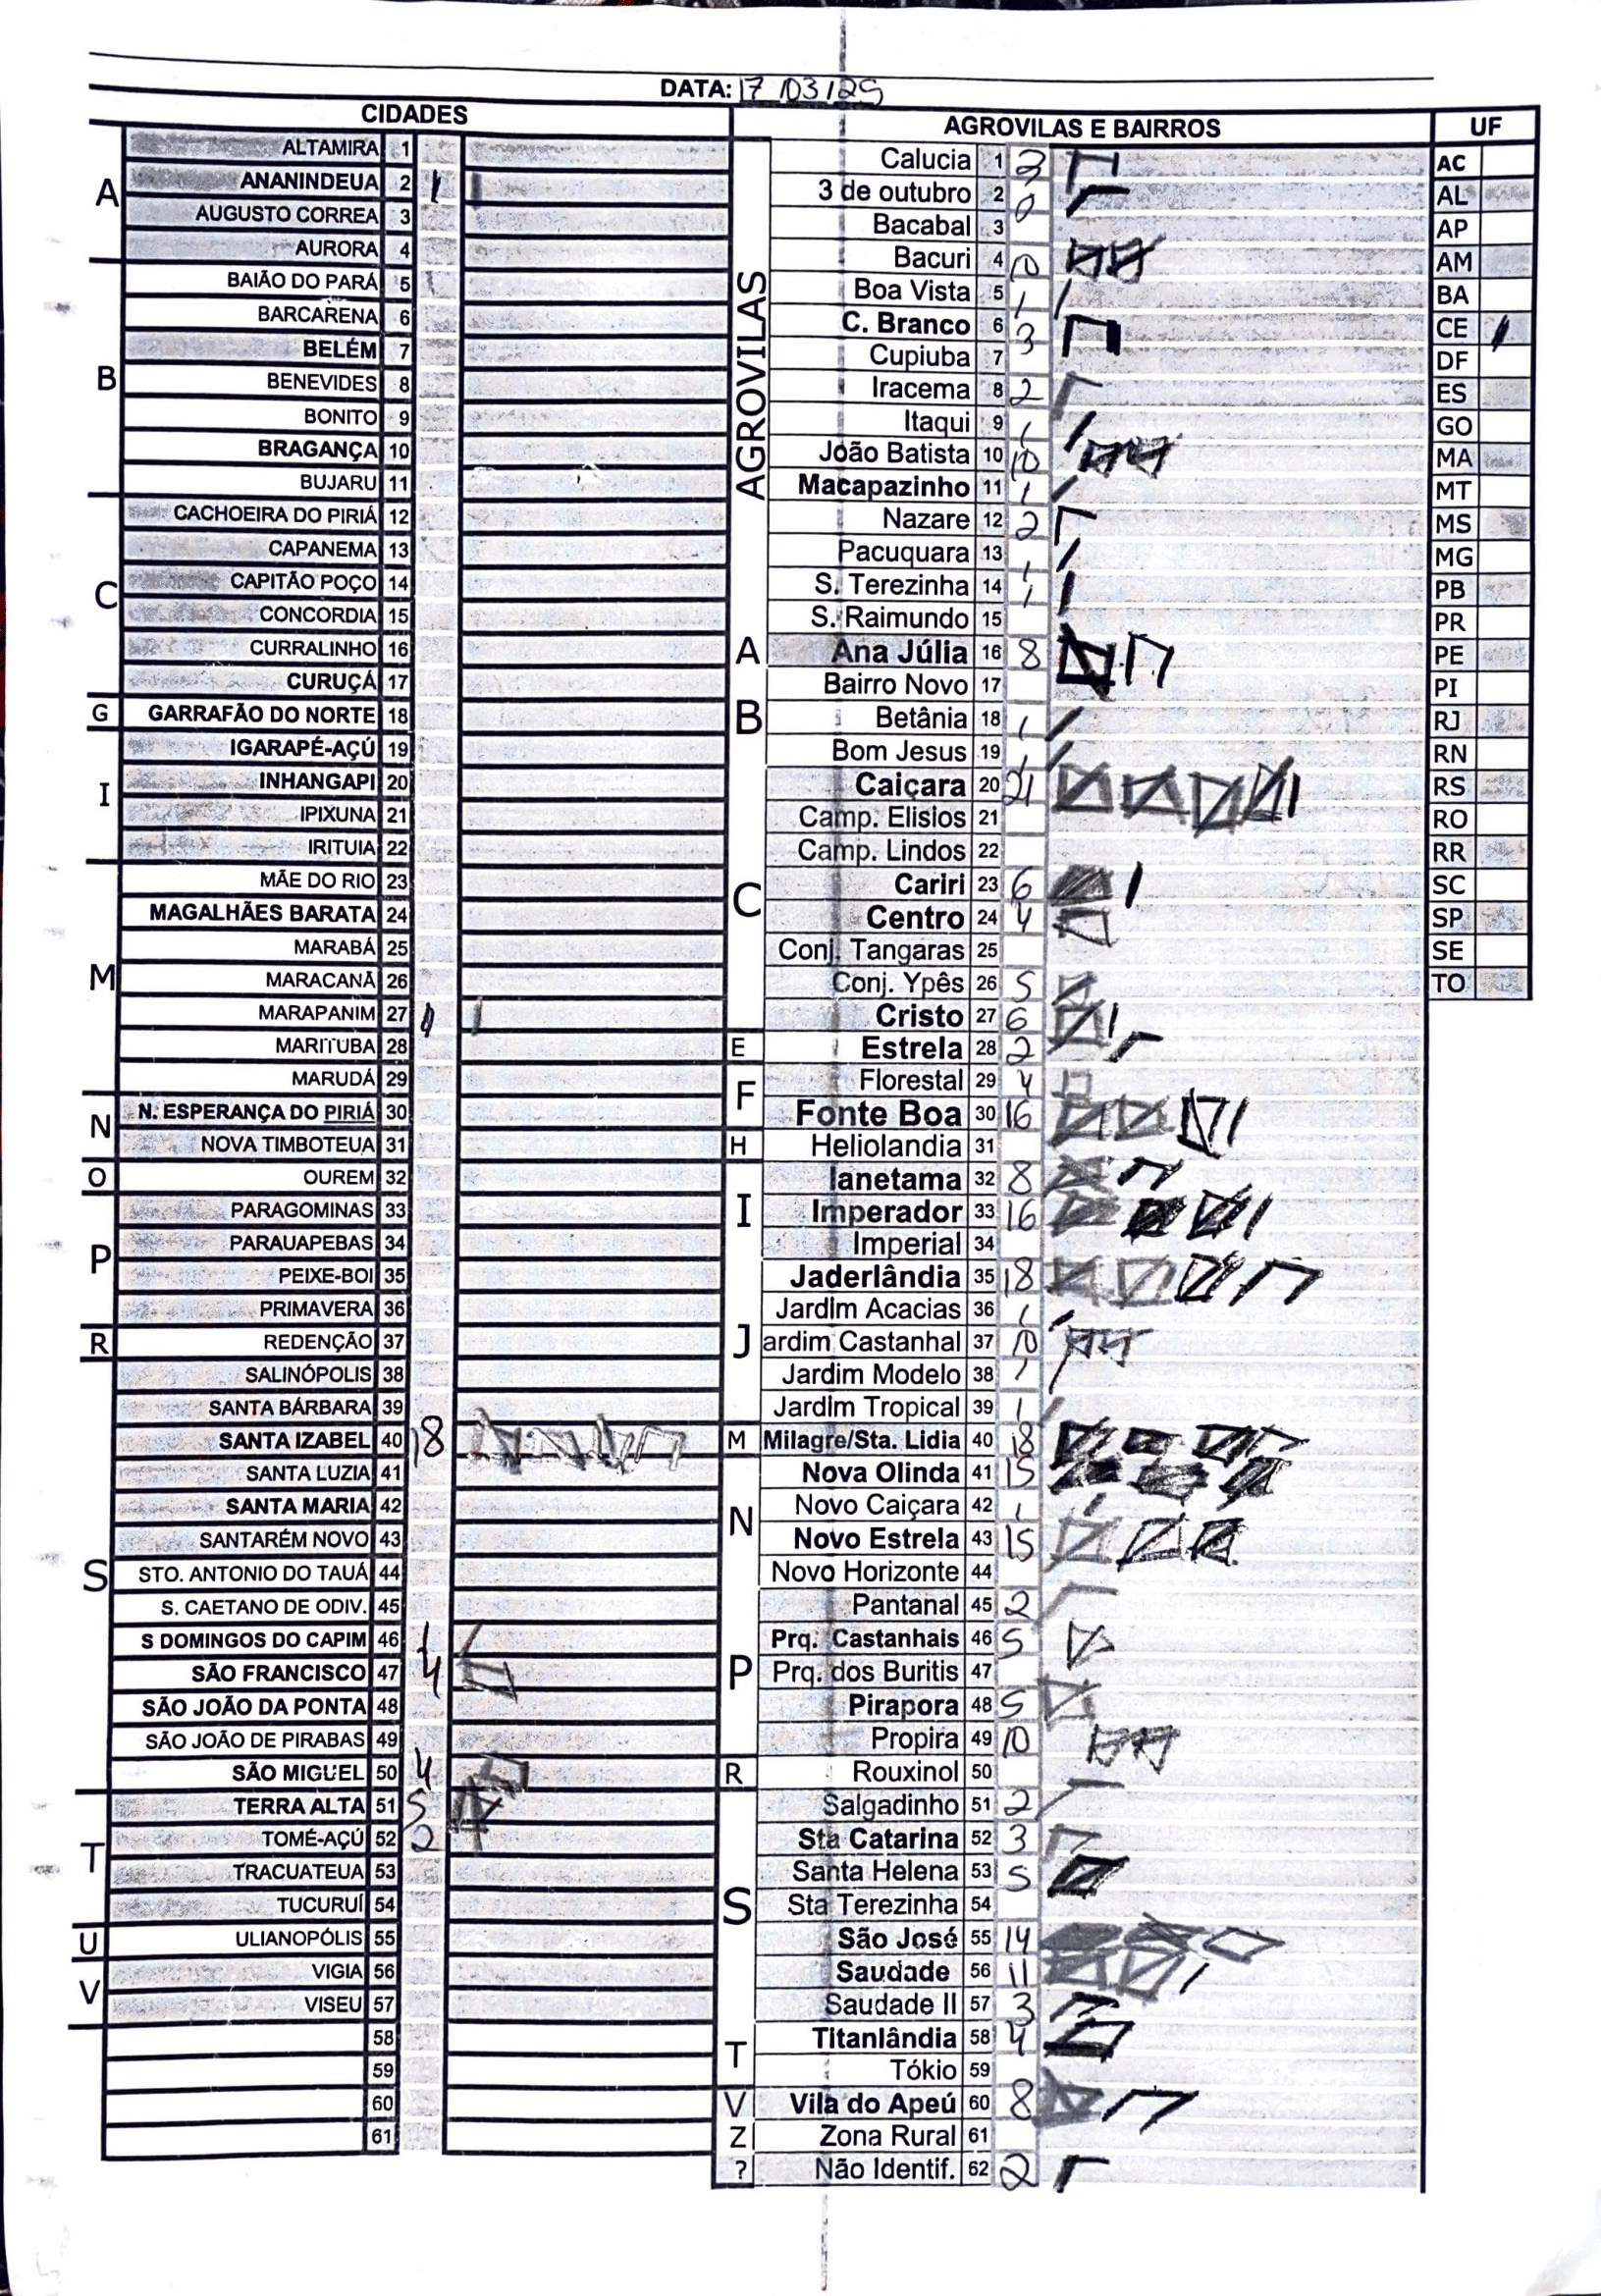 DATA: 17 / 03 / 25
CIDADES
AGROVILAS E BAIRROS
UF
A
ALTAMIRA 1
ANANINDEUA 2 1
AUGUSTO CORREA 3
AURORA 4
B
BAIÃO DO PARÁ 5
BARCARENA 6
BELÉM 7
BENEVIDES 8
BONITO 9
BRAGANÇA 10
BUJARU 11
C
CACHOEIRA DO PIRIÁ 12
CAPANEMA 13
CAPITÃO POÇO 14
CONCORDIA 15
CURRALINHO 16
CURUÇÁ 17
G
GARRAFÃO DO NORTE 18
I
IGARAPÉ-AÇÚ 19
INHANGAPI 20
IPIXUNA 21
IRITUIA 22
M
MÃE DO RIO 23
MAGALHÃES BARATA 24
MARABÁ 25
MARACANÃ 26
MARAPANIM 27
MARITUBA 28
MARUDÁ 29
N
N. ESPERANÇA DO PIRIÁ 30
NOVA TIMBOTEUA 31
O
OUREM 32
P
PARAGOMINAS 33
PARAUAPEBAS 34
PEIXE-BOI 35
PRIMAVERA 36
R
REDENÇÃO 37
S
SALINÓPOLIS 38
SANTA BÁRBARA 39
SANTA IZABEL 40 18
SANTA LUZIA 41
SANTA MARIA 42
SANTARÉM NOVO 43
STO. ANTONIO DO TAUÁ 44
S. CAETANO DE ODIV. 45
S DOMINGOS DO CAPIM 46 1
SÃO FRANCISCO 47 4
SÃO JOÃO DA PONTA 48
SÃO JOÃO DE PIRABAS 49
SÃO MIGUEL 50 4
T
TERRA ALTA 51 5
TOMÉ-AÇÚ 52 2
TRACUATEUA 53
TUCURUÍ 54
U
ULIANOPÓLIS 55
V
VIGIA 56
VISEU 57
58
59
60
61
AGROVILAS
Calucia 1 3
3 de outubro 2
Bacabal 3
Bacuri 4 10
Boa Vista 5 1
C. Branco 6 3
Cupiuba 7
Iracema 8 2
Itaqui 9 1
João Batista 10 10
Macapazinho 11 1
Nazare 12 2
Pacuquara 13 1
S. Terezinha 14 1
S. Raimundo 15
A
Ana Júlia 16 8
Bairro Novo 17
B
Betânia 18 1
Bom Jesus 19 1
C
Caiçara 20 21
Camp. Elisios 21
Camp. Lindos 22
Cariri 23 6
Centro 24 4
Conj. Tangaras 25
Conj. Ypês 26 5
Cristo 27 6
E
Estrela 28 2
F
Florestal 29 4
Fonte Boa 30 16
H
Heliolandia 31
I
Ianetama 32 8
Imperador 33 16
Imperial 34
J
Jaderlândia 35 18
Jardim Acacias 36 1
ardim Castanhal 37 10
Jardim Modelo 38 1
Jardim Tropical 39 1
M
Milagre/Sta. Lidia 40 18
N
Nova Olinda 41 15
Novo Caiçara 42 1
Novo Estrela 43 15
Novo Horizonte 44
P
Pantanal 45 2
Prq. Castanhais 46 5
Prq. dos Buritis 47
Pirapora 48 5
Propira 49 10
R
Rouxinol 50
S
Salgadinho 51 2
Sta Catarina 52 3
Santa Helena 53 5
Sta Terezinha 54
São José 55 14
Saudade 56 11
Saudade II 57 3
T
Titanlândia 58 4
Tókio 59
V
Vila do Apeú 60 8
Z
Zona Rural 61
?
Não Identif. 62 2
AC
AL
AP
AM
BA
CE
DF
ES
GO
MA
MT
MS
MG
PB
PR
PE
PI
RJ
RN
RS
RO
RR
SC
SP
SE
TO